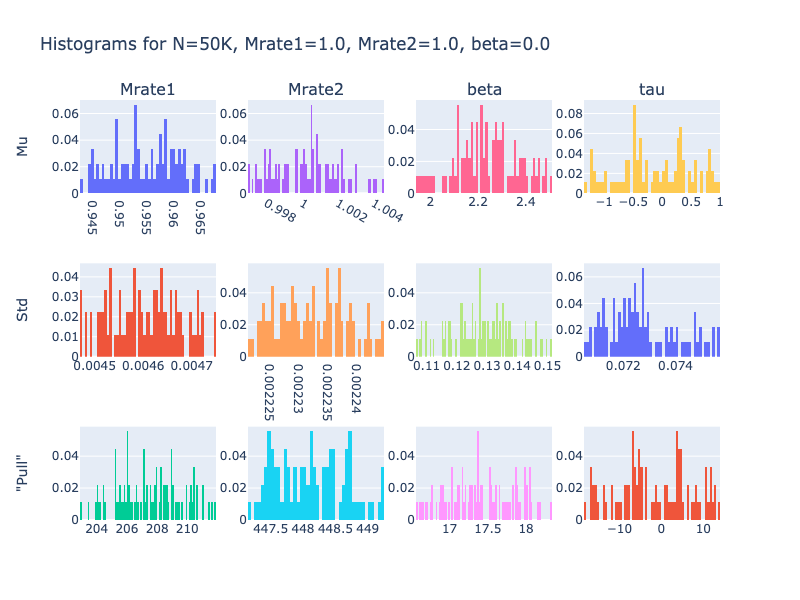 Histograms for N=50K, Mrate1=1.0, Mrate2=1.0, beta=0.0
Mrate1 Mrate2 beta tau
Mu
0.06 0.04 0.02 0
0.06 0.04 0.02 0
0.04 0.02 0
0.08 0.06 0.04 0.02 0
0.945 0.95 0.955 0.96 0.965
0.998 1 1.002 1.004
2 2.2 2.4
−1 −0.5 0 0.5 1
Std
0.04 0.03 0.02 0.01 0
0.04 0.02 0
0.04 0.02 0
0.06 0.04 0.02 0
0.0045 0.0046 0.0047
0.002225 0.00223 0.002235 0.00224
0.11 0.12 0.13 0.14 0.15
0.072 0.074
"Pull"
0.04 0.02 0
0.04 0.02 0
0.04 0.02 0
0.04 0.02 0
204 206 208 210
447.5 448 448.5 449
17 17.5 18
−10 0 10